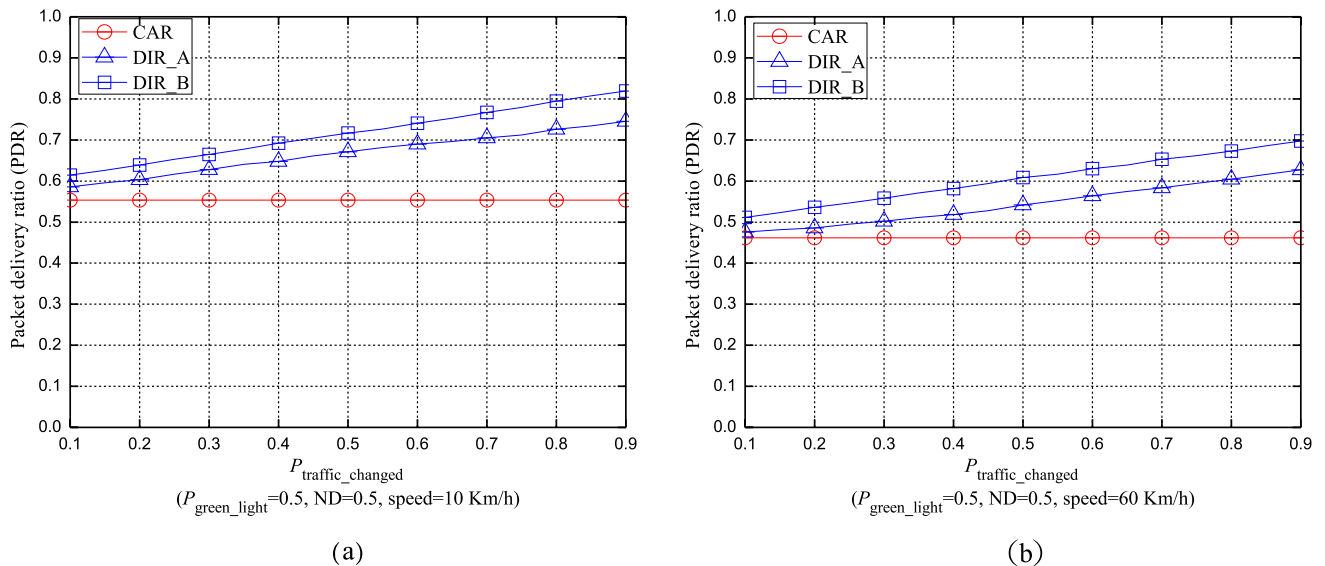 CAR
DIR_A
DIR_B
1.0
0.9
0.8
0.7
0.6
0.5
0.4
0.3
0.2
0.1
0.0
Packet delivery ratio (PDR)
0.1 0.2 0.3 0.4 0.5 0.6 0.7 0.8 0.9
P traffic_changed
(P green_light=0.5, ND=0.5, speed=10 Km/h)
(a)
CAR
DIR_A
DIR_B
1.0
0.9
0.8
0.7
0.6
0.5
0.4
0.3
0.2
0.1
0.0
Packet delivery ratio (PDR)
0.1 0.2 0.3 0.4 0.5 0.6 0.7 0.8 0.9
P traffic_changed
(P green_light=0.5, ND=0.5, speed=60 Km/h)
(b)